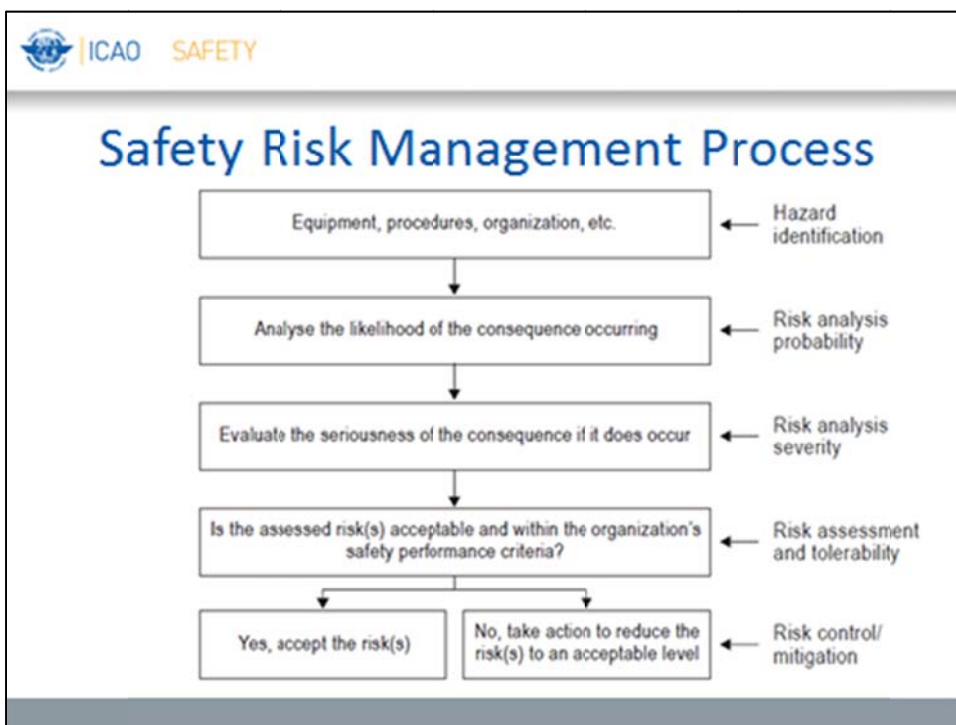 ICAO SAFETY
Safety Risk Management Process
Equipment, procedures, organization, etc.
Hazard
identification
Analyse the likelihood of the consequence occurring
Risk analysis
probability
Evaluate the seriousness of the consequence if it does occur
Risk analysis
severity
Is the assessed risk(s) acceptable and within the organization's
safety performance criteria?
Risk assessment
and tolerability
Yes, accept the risk(s)
No, take action to reduce the
risk(s) to an acceptable level
Risk control/
mitigation